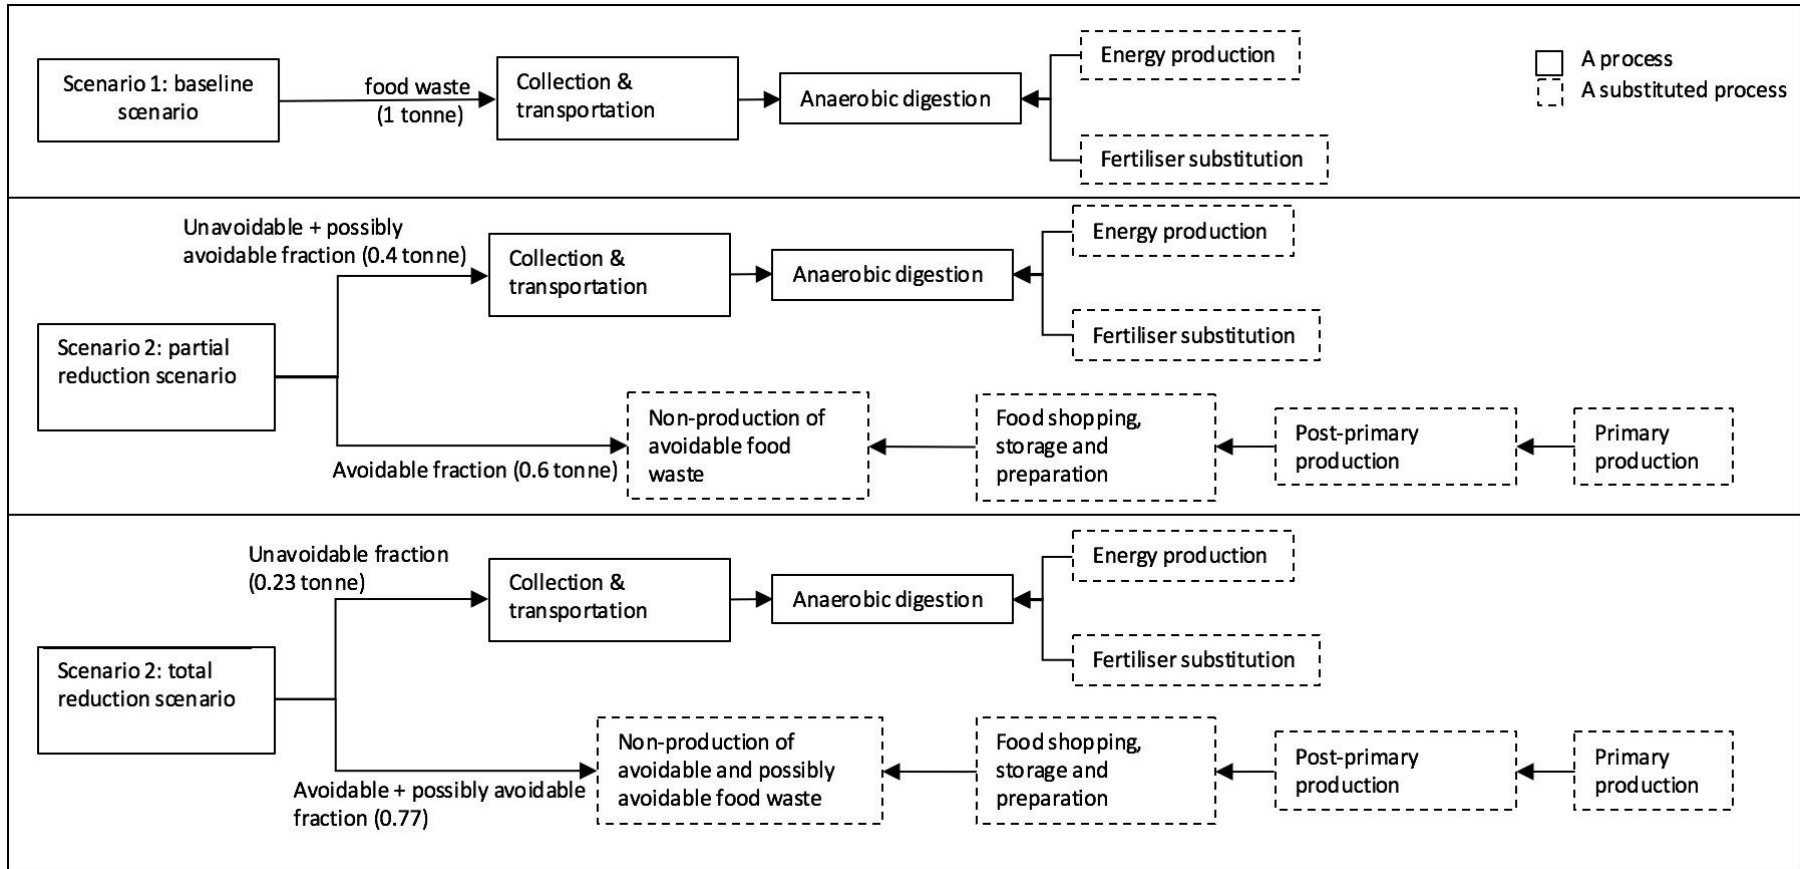 Scenario 1: baseline
scenario
food waste
(1 tonne)
Collection &
transportation
Anaerobic digestion
Energy production
Fertiliser substitution
A process
A substituted process
Unavoidable + possibly
avoidable fraction (0.4 tonne)
Scenario 2: partial
reduction scenario
Collection &
transportation
Anaerobic digestion
Energy production
Fertiliser substitution
Avoidable fraction (0.6 tonne)
Non-production of
avoidable food
waste
Food shopping,
storage and
preparation
Post-primary
production
Primary
production
Unavoidable fraction
(0.23 tonne)
Scenario 2: total
reduction scenario
Collection &
transportation
Anaerobic digestion
Energy production
Fertiliser substitution
Avoidable + possibly avoidable
fraction (0.77)
Non-production of
avoidable and possibly
avoidable food waste
Food shopping,
storage and
preparation
Post-primary
production
Primary
production